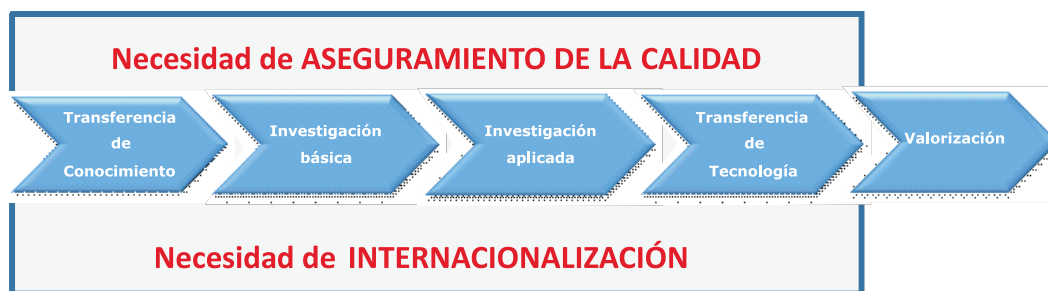 Necesidad de ASEGURAMIENTO DE LA CALIDAD
Transferencia
de
Conocimiento
Investigación
básica
Investigación
aplicada
Transferencia
de
Tecnología
Valorización
Necesidad de INTERNACIONALIZACIÓN